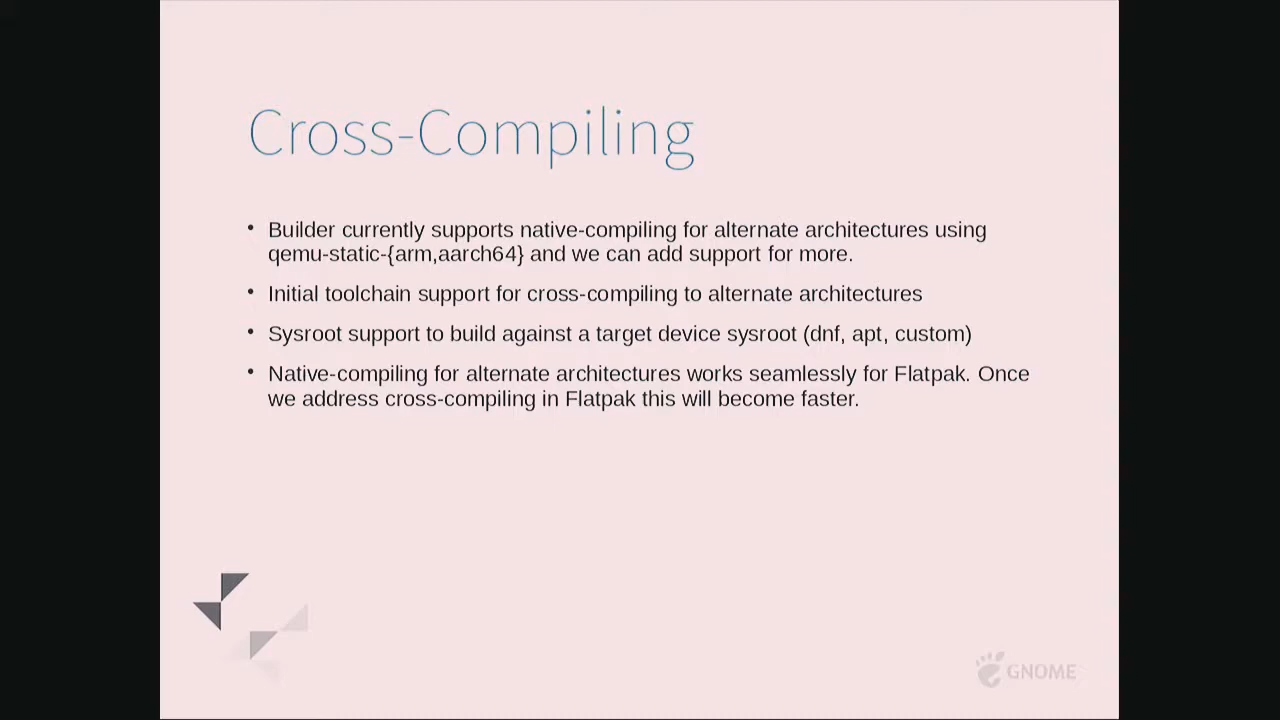 Cross-Compiling
• Builder currently supports native-compiling for alternate architectures using
qemu-static-{arm,aarch64} and we can add support for more.
• Initial toolchain support for cross-compiling to alternate architectures
• Sysroot support to build against a target device sysroot (dnf, apt, custom)
• Native-compiling for alternate architectures works seamlessly for Flatpak. Once
we address cross-compiling in Flatpak this will become faster.
GNOME